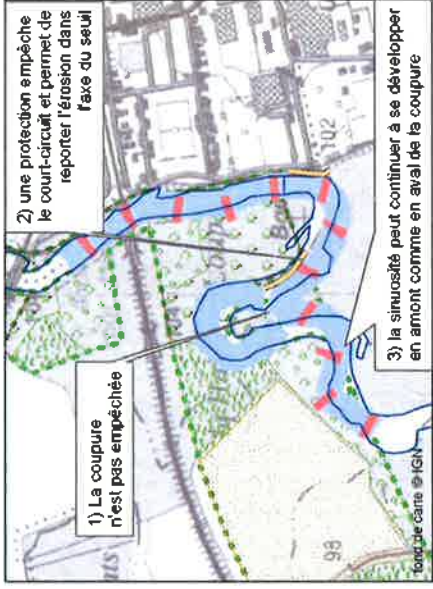 1) La coupure
n'est pas empêchée
2) une protection empêche
le court-circuit et permet de
reporter l'érosion dans
l'axe du seuil
3) la sinuosité peut continuer à se développer
en amont comme en aval de la coupure
102
98
fond de carte © IGN